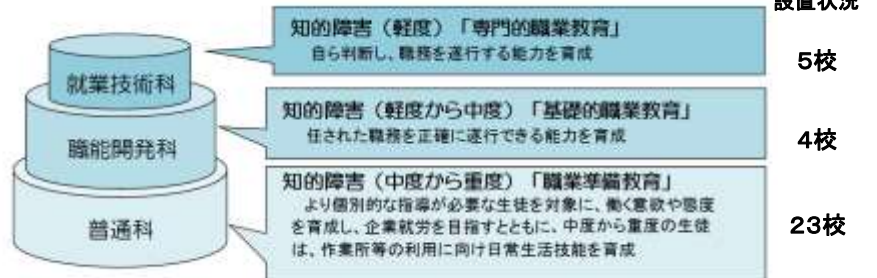 設置状況
就業技術科
知的障害（軽度）「専門的職業教育」
自ら判断し、職務を遂行する能力を育成
5校
職能開発科
知的障害（軽度から中度）「基礎的職業教育」
任された職務を正確に遂行できる能力を育成
4校
普通科
知的障害（中度から重度）「職業準備教育」
より個別的な指導が必要な生徒を対象に、働く意欲や態度
を育成し、企業就労を目指すとともに、中度から重度の生徒
は、作業所等の利用に向け日常生活技能を育成
23校